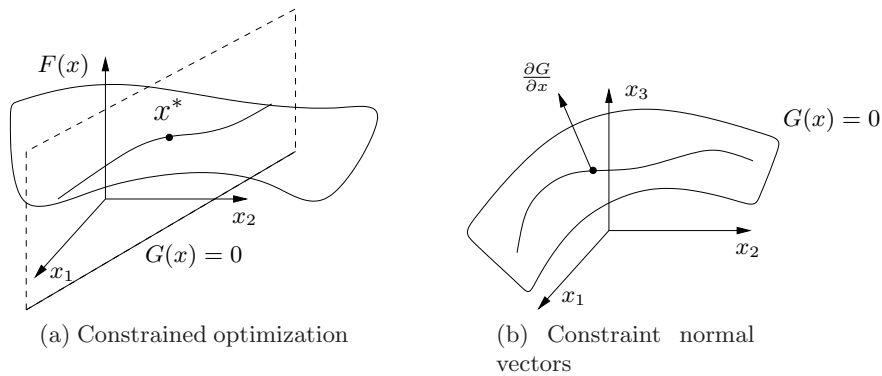 F(x)
x*
x₂
x₁
G(x) = 0
(a) Constrained optimization
∂G/∂x
x₃
G(x) = 0
x₂
x₁
(b) Constraint normal
vectors